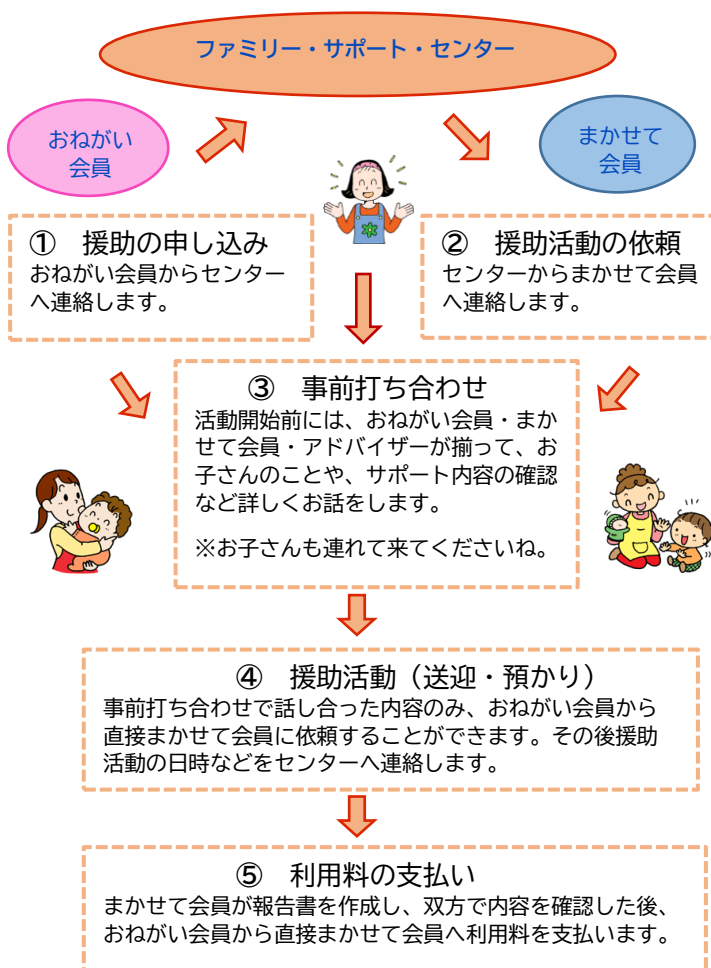 ファミリー・サポート・センター
おねがい
会員
まかせて
会員
① 援助の申し込み
おねがい会員からセンター
へ連絡します。
② 援助活動の依頼
センターからまかせて会員
へ連絡します。
③ 事前打ち合わせ
活動開始前には、おねがい会員・まか
せて会員・アドバイザーが揃って、お
子さんのことや、サポート内容の確認
など詳しくお話をします。
※お子さんも連れて来てくださいね。
④ 援助活動（送迎・預かり）
事前打ち合わせで話し合った内容のみ、おねがい会員から
直接まかせて会員に依頼することができます。その後援助
活動の日時などをセンターへ連絡します。
⑤ 利用料の支払い
まかせて会員が報告書を作成し、双方で内容を確認した後、
おねがい会員から直接まかせて会員へ利用料を支払います。